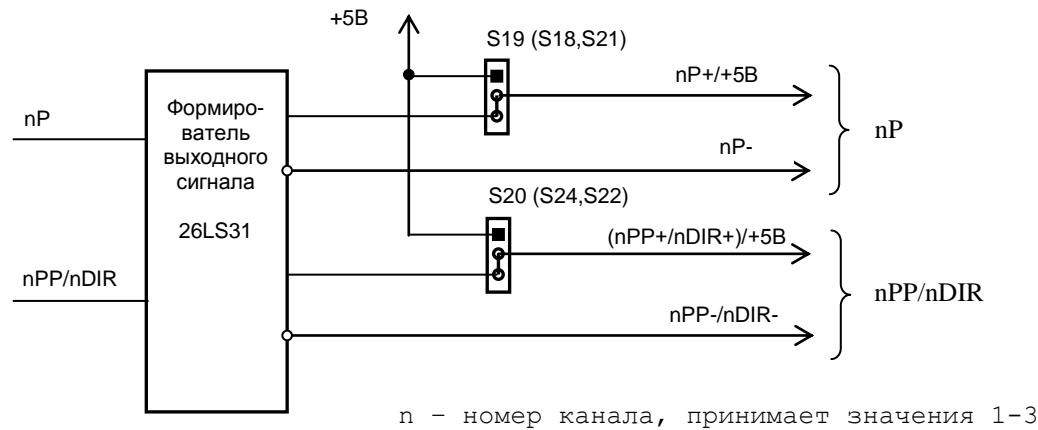 +5В
S19 (S18,S21)
nP+/+5В
nP
Формиро-
ватель
выходного
сигнала
26LS31
nP
nP-
S20 (S24,S22)
(nPP+/nDIR+)/+5В
nPP/nDIR
nPP/nDIR
nPP-/nDIR-
n – номер канала, принимает значения 1-3